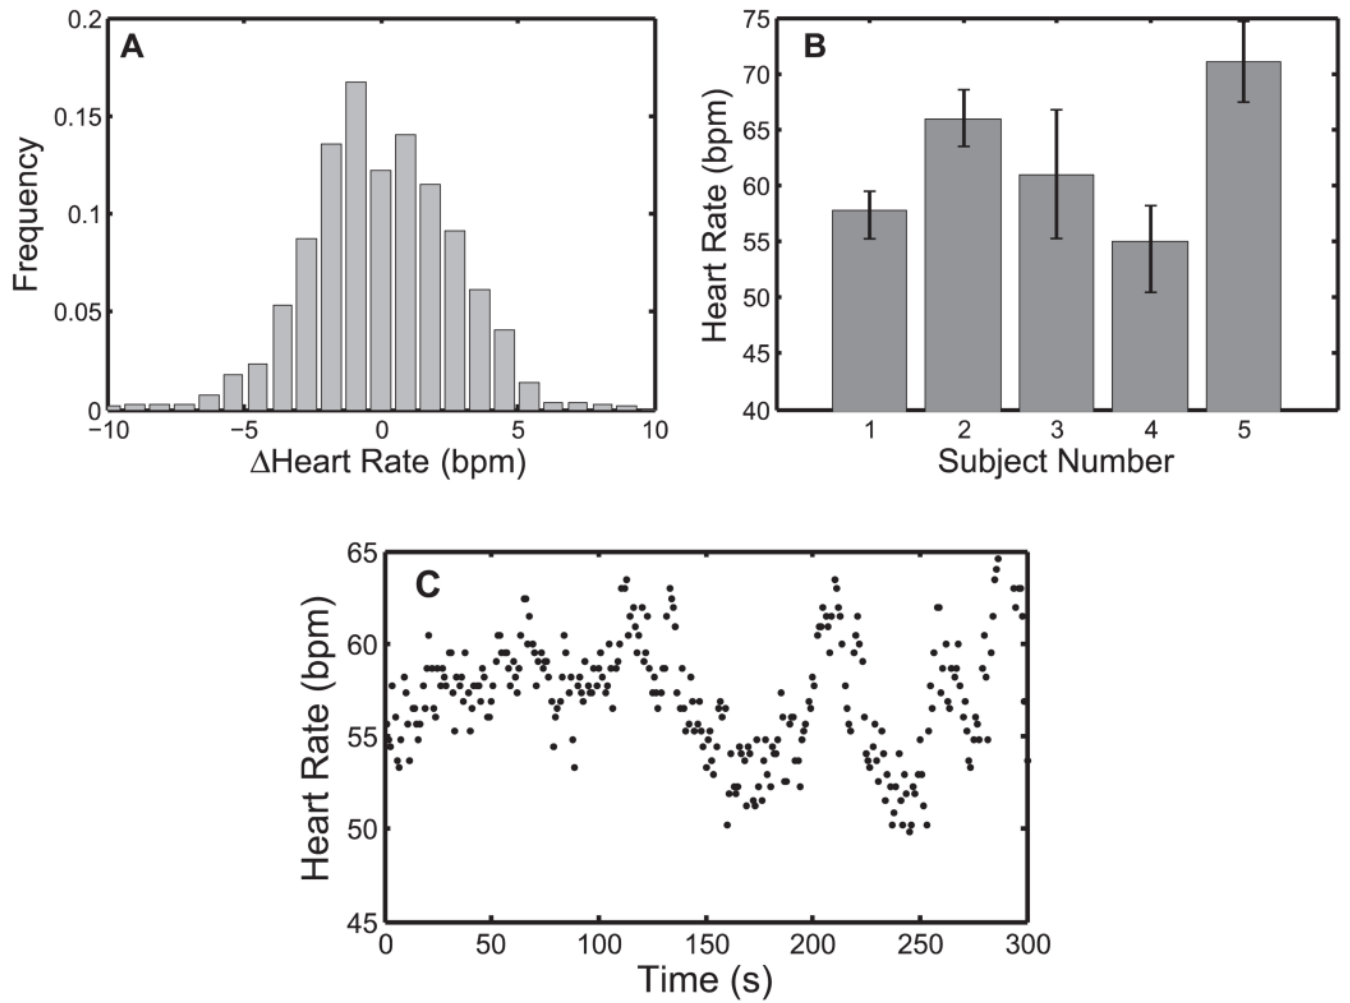 A
0.2
0.15
0.1
0.05
0
Frequency
−10 −5 0 5 10
ΔHeart Rate (bpm)
B
75
70
65
60
55
50
45
40
Heart Rate (bpm)
1 2 3 4 5
Subject Number
C
65
60
55
50
45
Heart Rate (bpm)
0 50 100 150 200 250 300
Time (s)